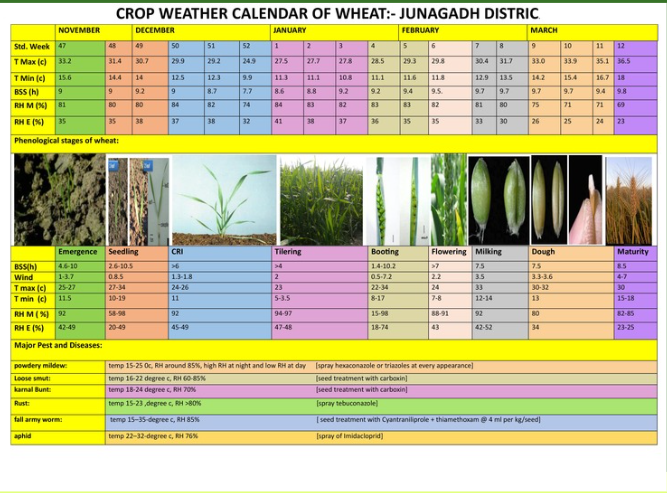 CROP WEATHER CALENDAR OF WHEAT:- JUNAGADH DISTRIC
NOVEMBER DECEMBER JANUARY FEBRUARY MARCH
Std. Week 47 48 49 50 51 52 1 2 3 4 5 6 7 8 9 10 11 12
T Max (c) 33.2 31.4 30.7 29.9 29.2 24.9 27.5 27.7 27.8 28.5 29.3 29.8 30.4 31.7 33.0 33.9 35.1 36.5
T Min (c) 15.6 14.4 14 12.5 12.3 9.9 11.3 11.1 10.8 11.1 11.6 11.8 12.9 13.5 14.2 15.4 16.7 18
BSS (h) 9 9 9.2 9 8.7 7.7 8.6 8.8 9.2 9.2 9.4 9.5. 9.7 9.7 9.7 9.7 9.4 9.8
RH M (%) 81 80 80 84 82 74 84 83 82 83 83 82 81 80 75 71 71 69
RH E (%) 35 35 38 37 38 32 41 38 37 36 35 35 33 30 26 25 24 23
Phenological stages of wheat:
Emergence Seedling CRI Tilering Booting Flowering Milking Dough Maturity
BSS(h) 4.6-10 2.6-10.5 >6 >4 1.4-10.2 >7 7.5 7.5 8.5
Wind 1-3.7 0.8.5 1.3-1.8 2 0.5-7.2 2.2 3.5 3.3-3.6 4-7
T max (c) 25-27 27-34 24-26 23 22-34 24 33 30-32 30
T min (c) 11.5 10-19 11 5-3.5 8-17 7-8 12-14 13 15-18
RH M ( %) 92 58-98 92 94-97 15-98 88-91 92 80 82-85
RH E (%) 42-49 20-49 45-49 47-48 18-74 43 42-52 34 23-25
Major Pest and Diseases:
powdery mildew: temp 15-25 0c, RH around 85%, high RH at night and low RH at day [spray hexaconazole or triazoles at every appearance]
Loose smut: temp 16-22 degree c, RH 60-85% [seed treatment with carboxin]
karnal Bunt: temp 18-24 degree c, RH 70% [seed treatment with carboxin]
Rust: temp 15-23 ,degree c, RH >80% [spray tebuconazole]
fall army worm: temp 15–35-degree c, RH 85% [ seed treatment with Cyantraniliprole + thiamethoxam @ 4 ml per kg/seed]
aphid temp 22–32-degree c, RH 76% [spray of Imidacloprid]